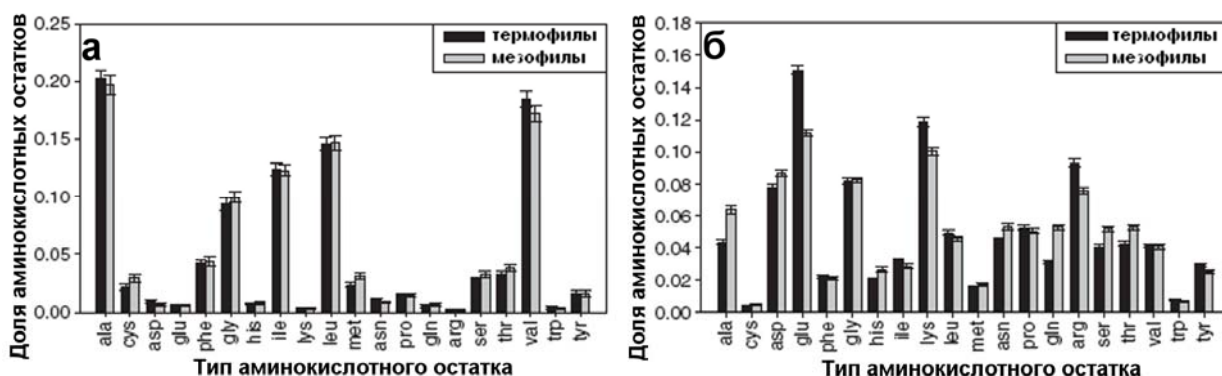 а
Доля аминокислотных остатков
0.25
0.20
0.15
0.10
0.05
0.00
термофилы
мезофилы
ala cys asp glu phe gly his ile lys leu met asn pro gln arg ser thr val trp tyr
Тип аминокислотного остатка
б
Доля аминокислотных остатков
0.18
0.16
0.14
0.12
0.10
0.08
0.06
0.04
0.02
0.00
термофилы
мезофилы
ala cys asp glu phe gly his ile lys leu met asn pro gln arg ser thr val trp tyr
Тип аминокислотного остатка